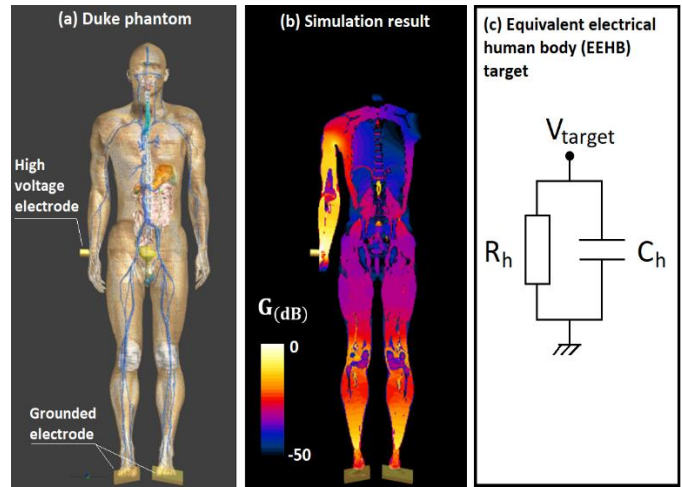 (a) Duke phantom
High
voltage
electrode
Grounded
electrode
(b) Simulation result
G(dB)
0
-50
(c) Equivalent electrical
human body (EEHB)
target
Vtarget
Rh
Ch